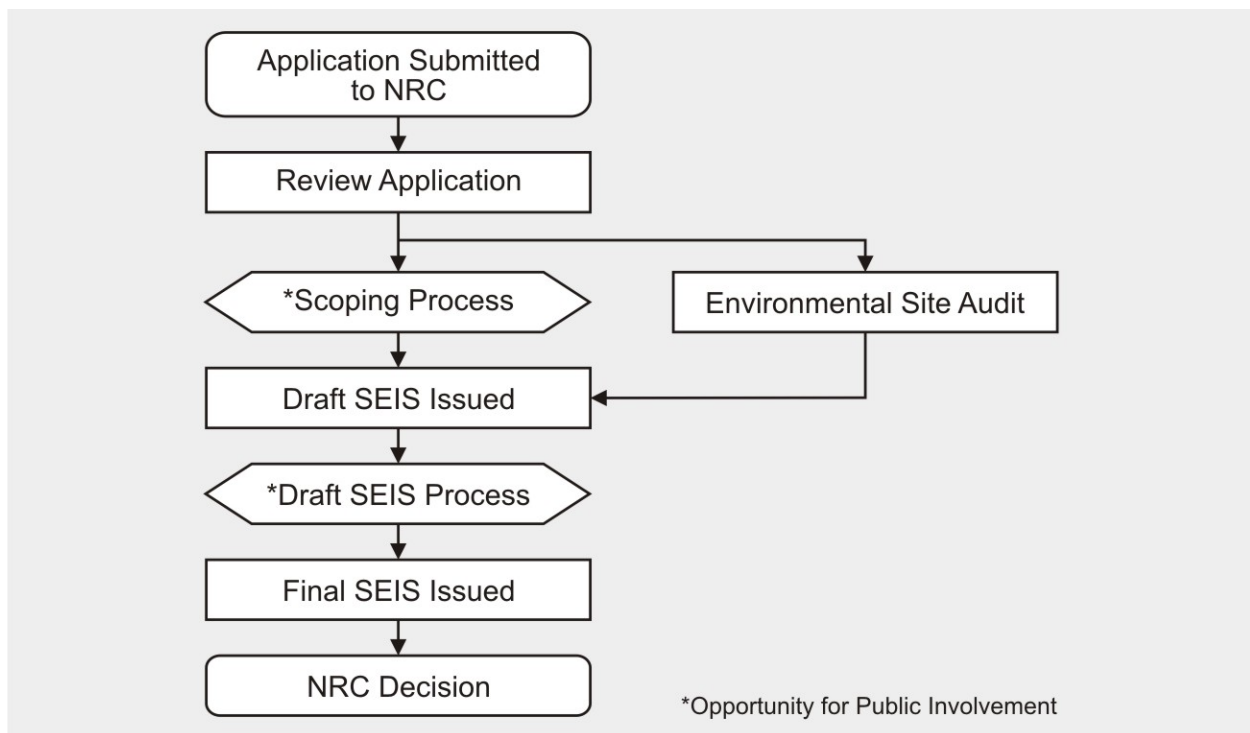 Application Submitted
to NRC
Review Application
*Scoping Process
Environmental Site Audit
Draft SEIS Issued
*Draft SEIS Process
Final SEIS Issued
NRC Decision
*Opportunity for Public Involvement